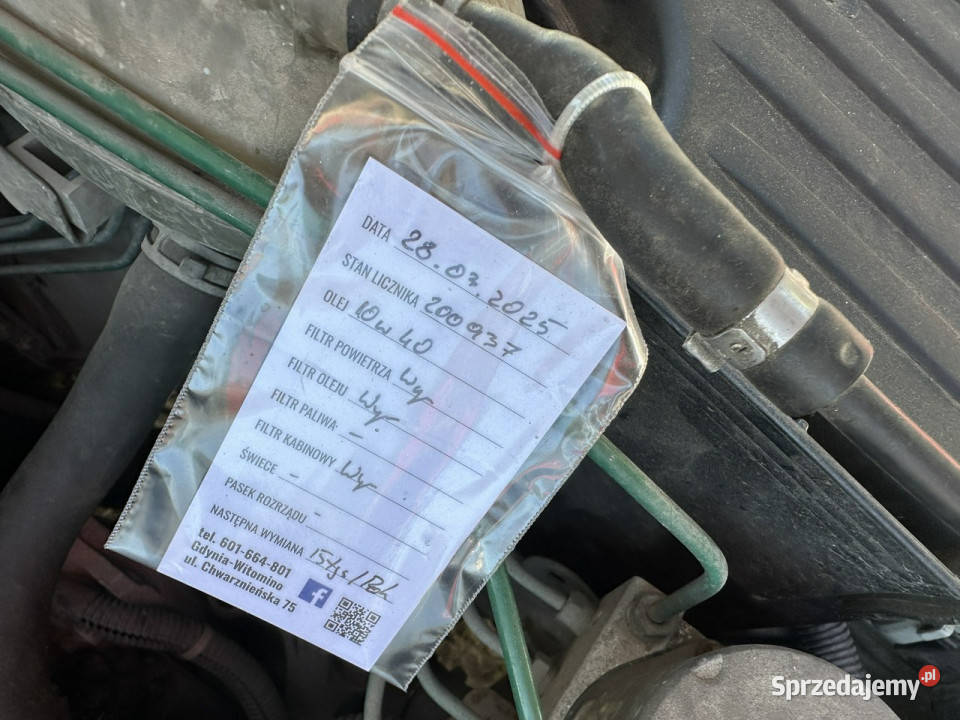 DATA 28.03.2025
STAN LICZNIKA 200937
OLEJ 10w40
FILTR POWIETRZA Wy.
FILTR OLEJU Wy.
FILTR PALIWA -
FILTR KABINOWY Wy.
ŚWIECE -
PASEK ROZRZĄDU -
NASTĘPNA WYMIANA 15tyś/
tel. 601-664-801
Gdynia-Witomino
ul. Chwarznieńska 75
f
Sprzedajemy.pl